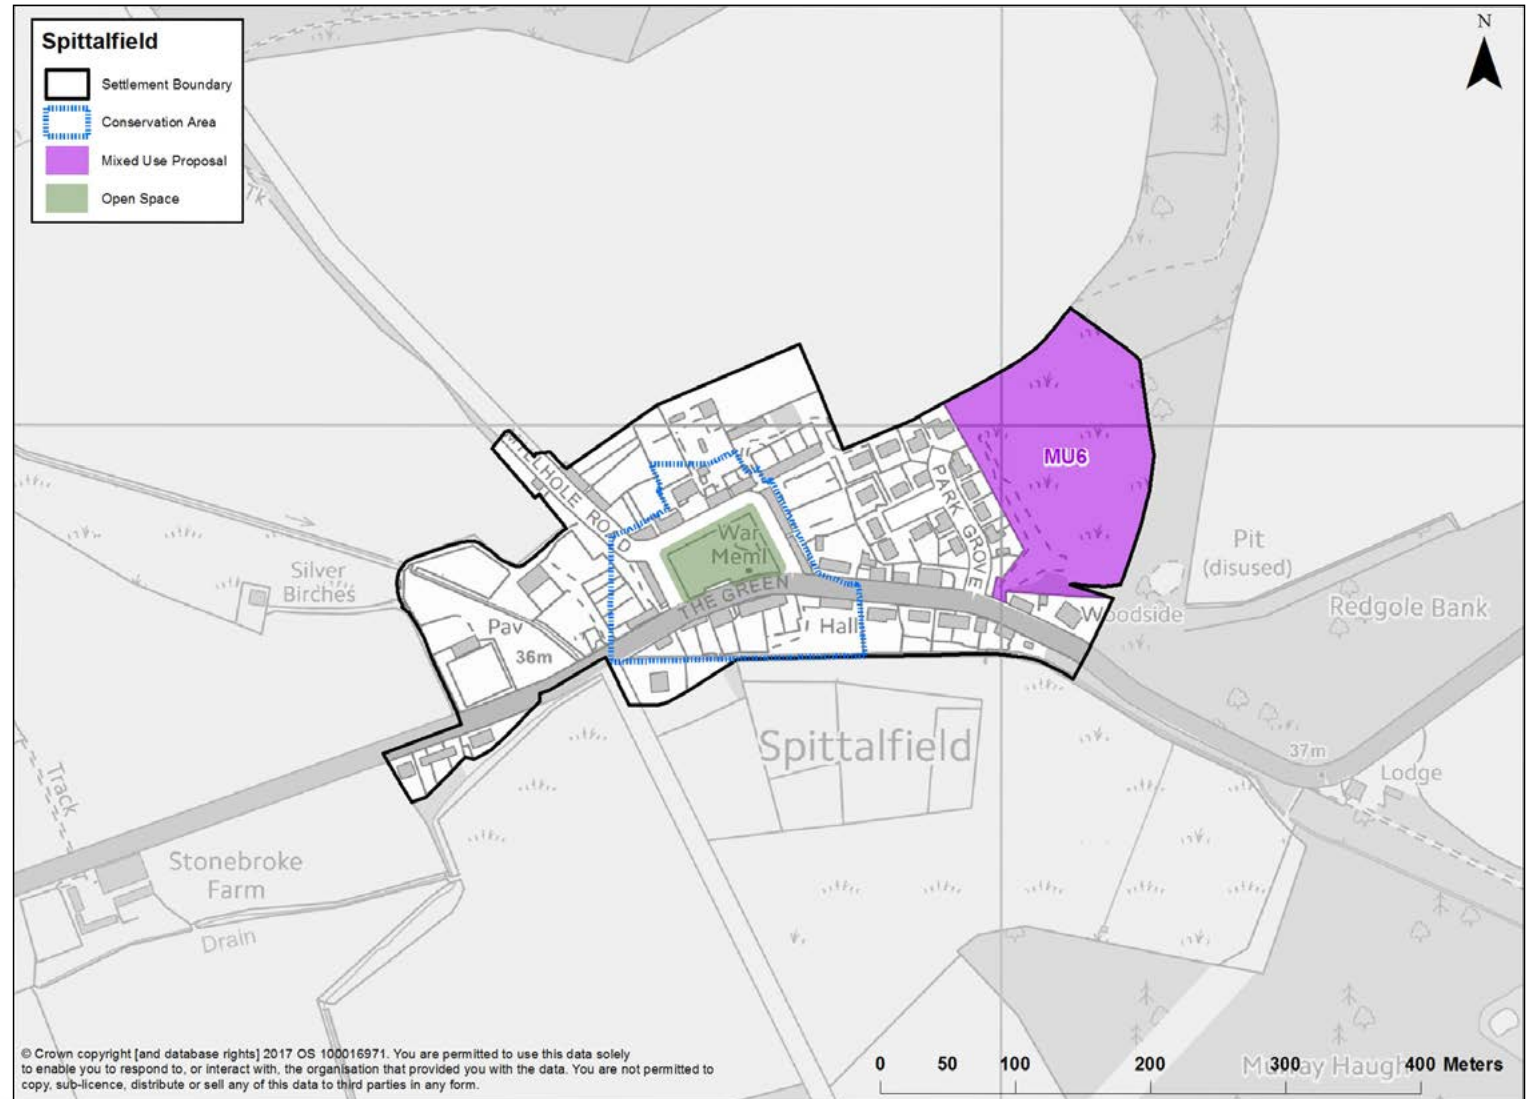 Spittalfield
Settlement Boundary
Conservation Area
Mixed Use Proposal
Open Space
N
Tk
MU6
PARK GROVE
War
Meml
THE GREEN
Hall
Silver
Birches
Pav
36m
Pit
(disused)
Woodside
Redgole Bank
Spittalfield
37m
Lodge
Track
Stonebroke
Farm
Drain
© Crown copyright [and database rights] 2017 OS 100016971. You are permitted to use this data solely
to enable you to respond to, or interact with, the organisation that provided you with the data. You are not permitted to
copy, sub-licence, distribute or sell any of this data to third parties in any form.
0 50 100 200 300 400 Meters